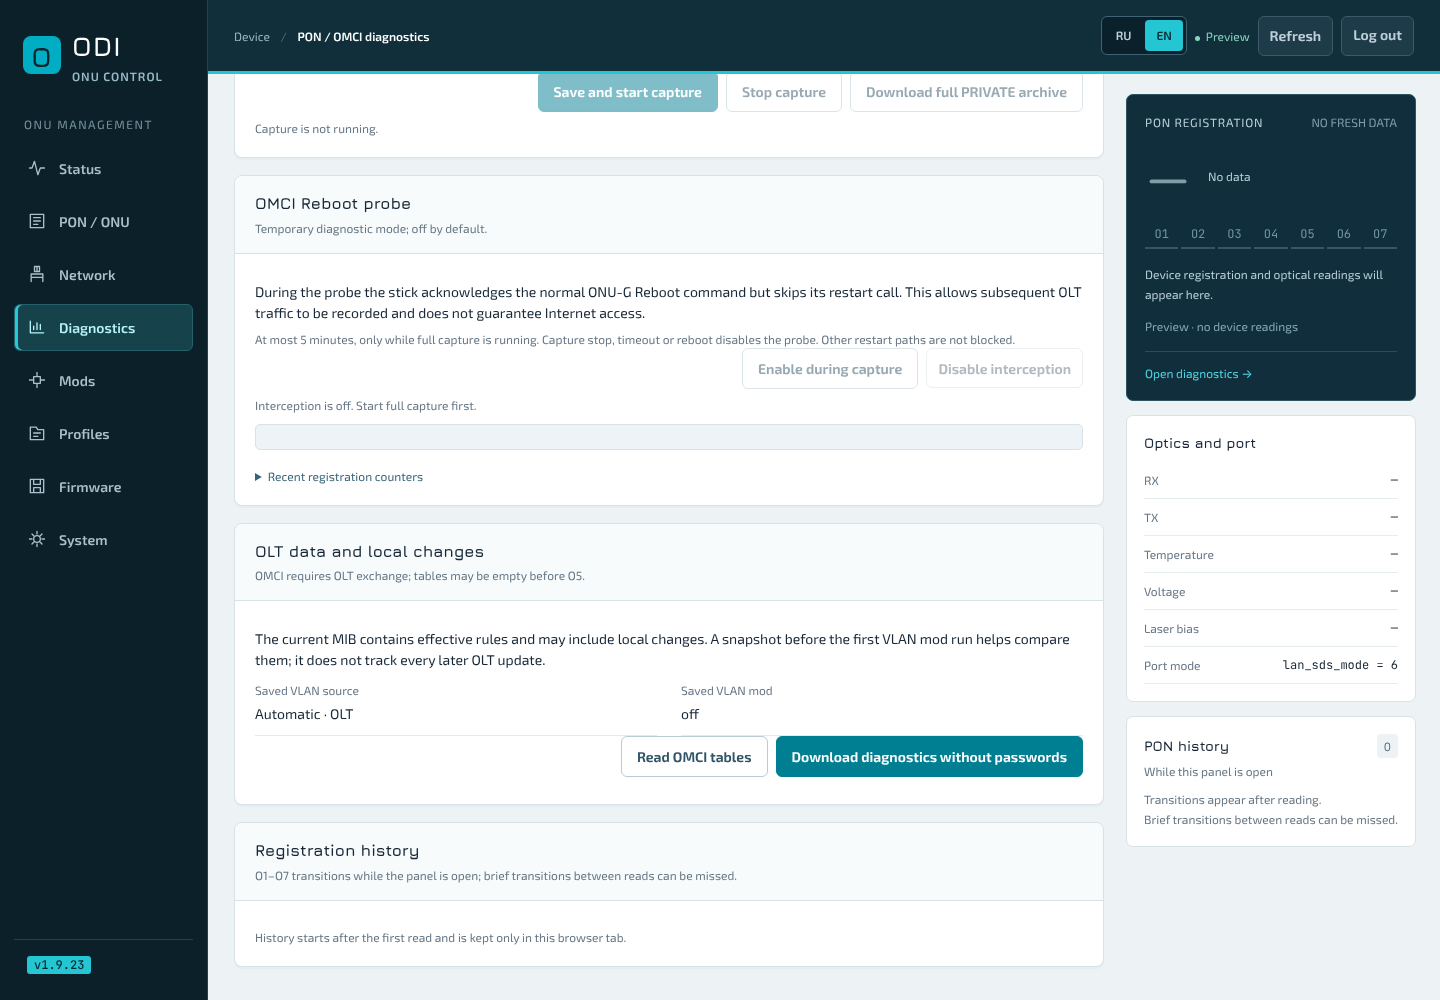 ODI
ONU CONTROL
ONU MANAGEMENT
Status
PON / ONU
Network
Diagnostics
Mods
Profiles
Firmware
System
v1.9.23
Device / PON / OMCI diagnostics
RU EN Preview Refresh Log out
Save and start capture Stop capture Download full PRIVATE archive
Capture is not running.
OMCI Reboot probe
Temporary diagnostic mode; off by default.
During the probe the stick acknowledges the normal ONU-G Reboot command but skips its restart call. This allows subsequent OLT
traffic to be recorded and does not guarantee Internet access.
At most 5 minutes, only while full capture is running. Capture stop, timeout or reboot disables the probe. Other restart paths are not blocked.
Enable during capture Disable interception
Interception is off. Start full capture first.
Recent registration counters
OLT data and local changes
OMCI requires OLT exchange; tables may be empty before O5.
The current MIB contains effective rules and may include local changes. A snapshot before the first VLAN mod run helps compare
them; it does not track every later OLT update.
Saved VLAN source Saved VLAN mod
Automatic · OLT off
Read OMCI tables Download diagnostics without passwords
Registration history
O1–O7 transitions while the panel is open; brief transitions between reads can be missed.
History starts after the first read and is kept only in this browser tab.
PON REGISTRATION NO FRESH DATA
— No data
O1 O2 O3 O4 O5 O6 O7
Device registration and optical readings will
appear here.
Preview · no device readings
Open diagnostics →
Optics and port
RX —
TX —
Temperature —
Voltage —
Laser bias —
Port mode lan_sds_mode = 6
PON history 0
While this panel is open
Transitions appear after reading.
Brief transitions between reads can be missed.